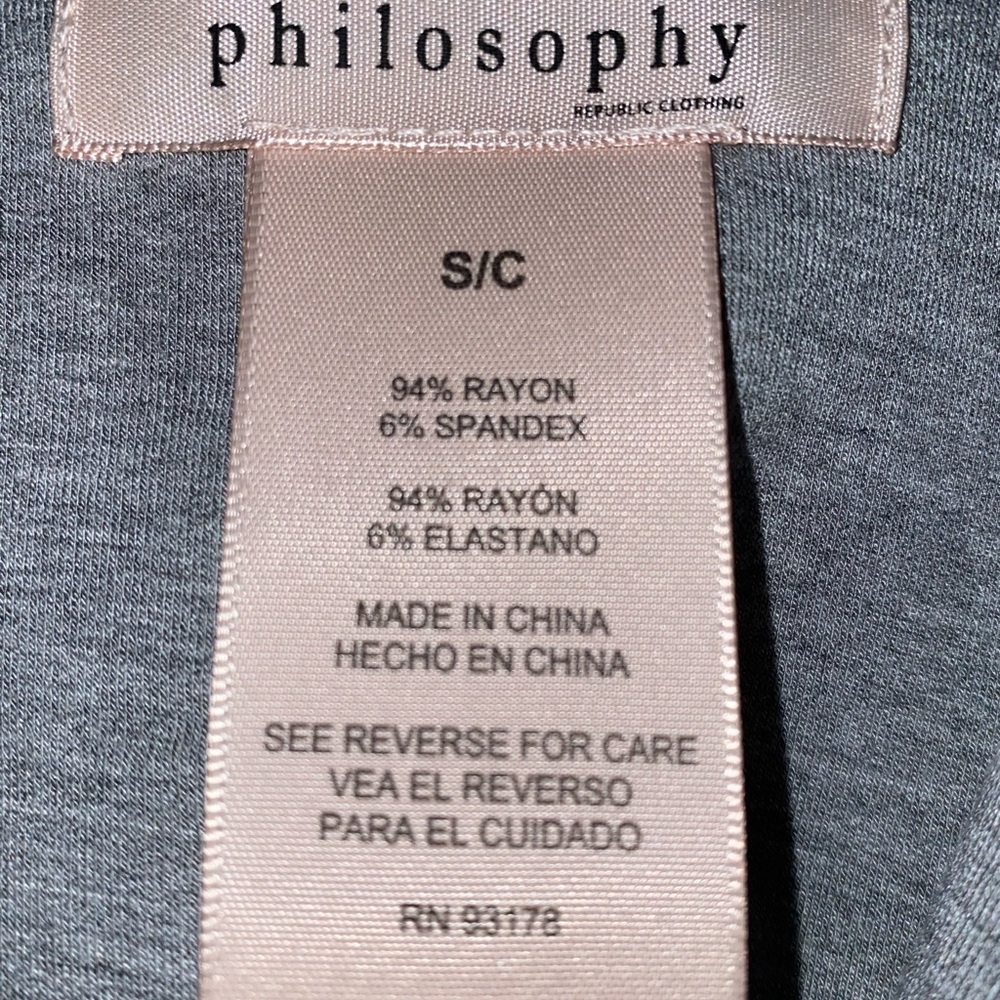 philosophy
REPUBLIC CLOTHING
S/C
94% RAYON
6% SPANDEX
94% RAYÓN
6% ELASTANO
MADE IN CHINA
HECHO EN CHINA
SEE REVERSE FOR CARE
VEA EL REVERSO
PARA EL CUIDADO
RN 93178